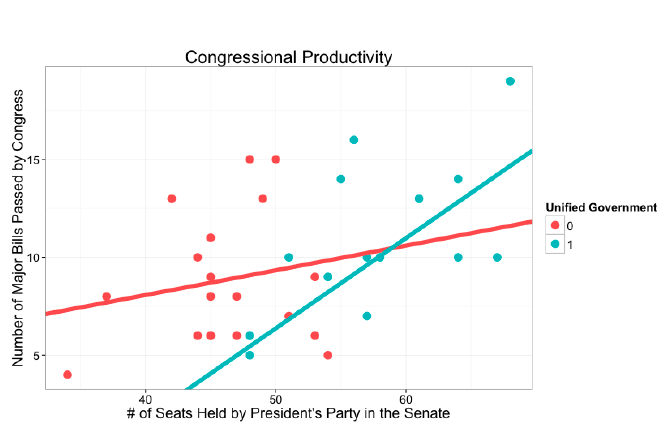 Congressional Productivity
Number of Major Bills Passed by Congress
15
10
5
40
50
60
# of Seats Held by President's Party in the Senate
Unified Government
0
1